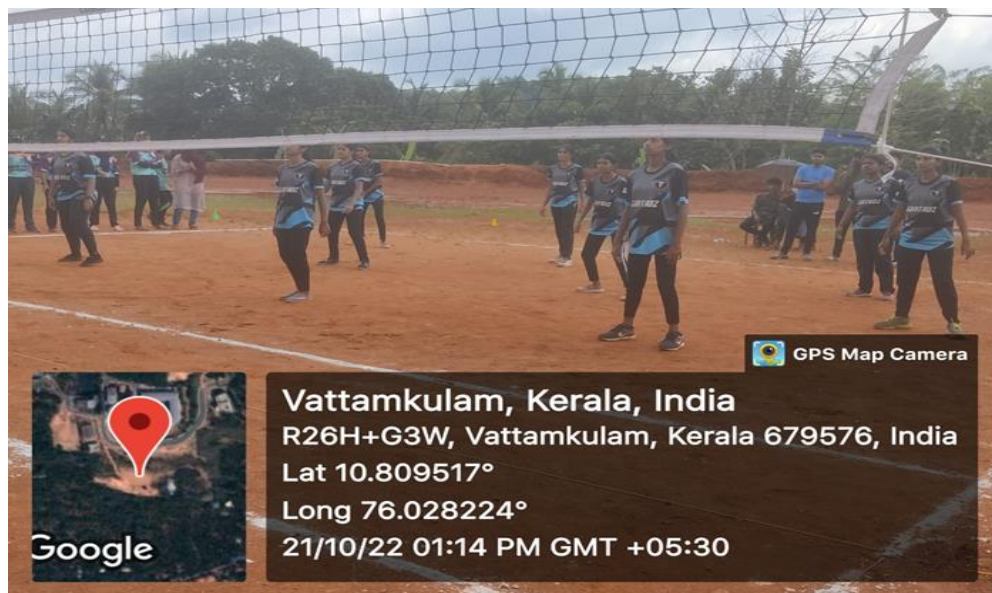 GPS Map Camera
Vattamkulam, Kerala, India
R26H+G3W, Vattamkulam, Kerala 679576, India
Lat 10.809517°
Long 76.028224°
21/10/22 01:14 PM GMT +05:30
Google